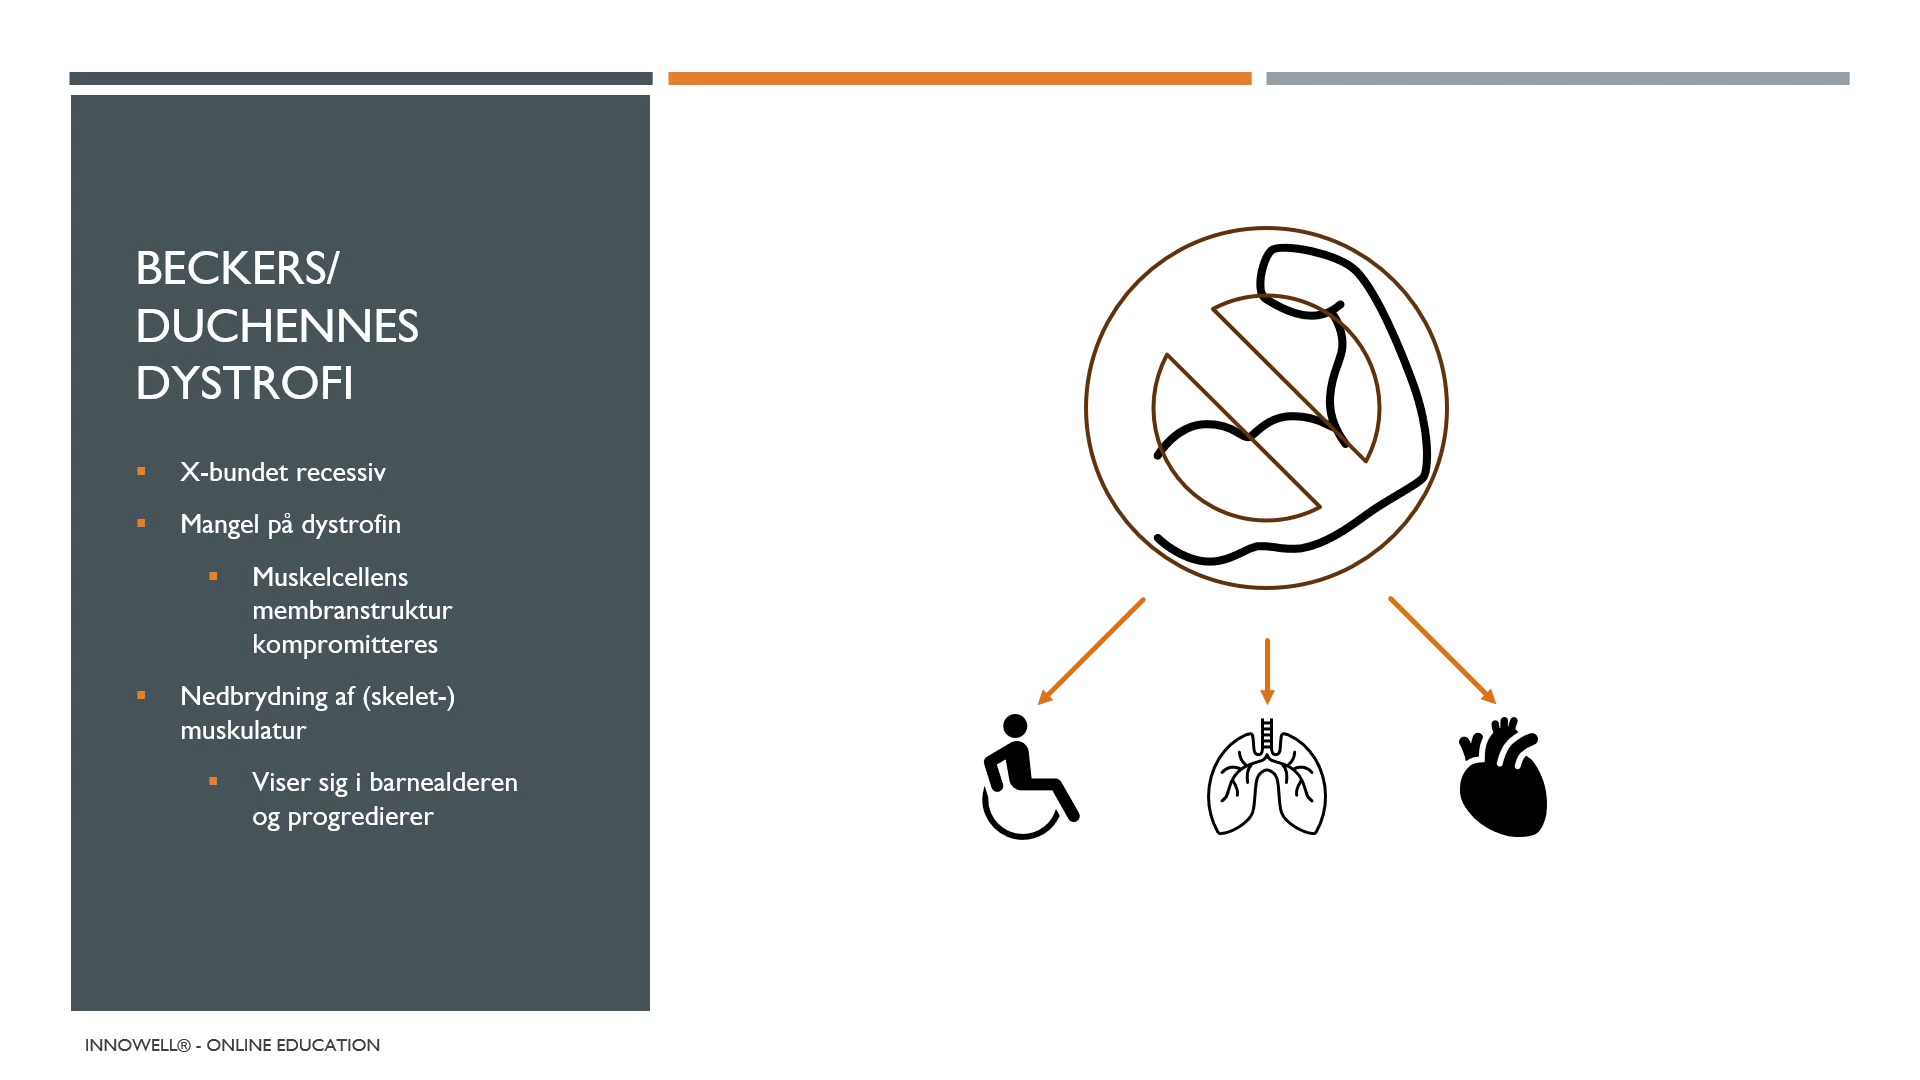 BECKERS/
DUCHENNES
DYSTROFI
X-bundet recessiv
Mangel på dystrofin
Muskelcellens
membranstruktur
kompromitteres
Nedbrydning af (skelet-)
muskulatur
Viser sig i barnealderen
og progredierer
INNOWELL® - ONLINE EDUCATION